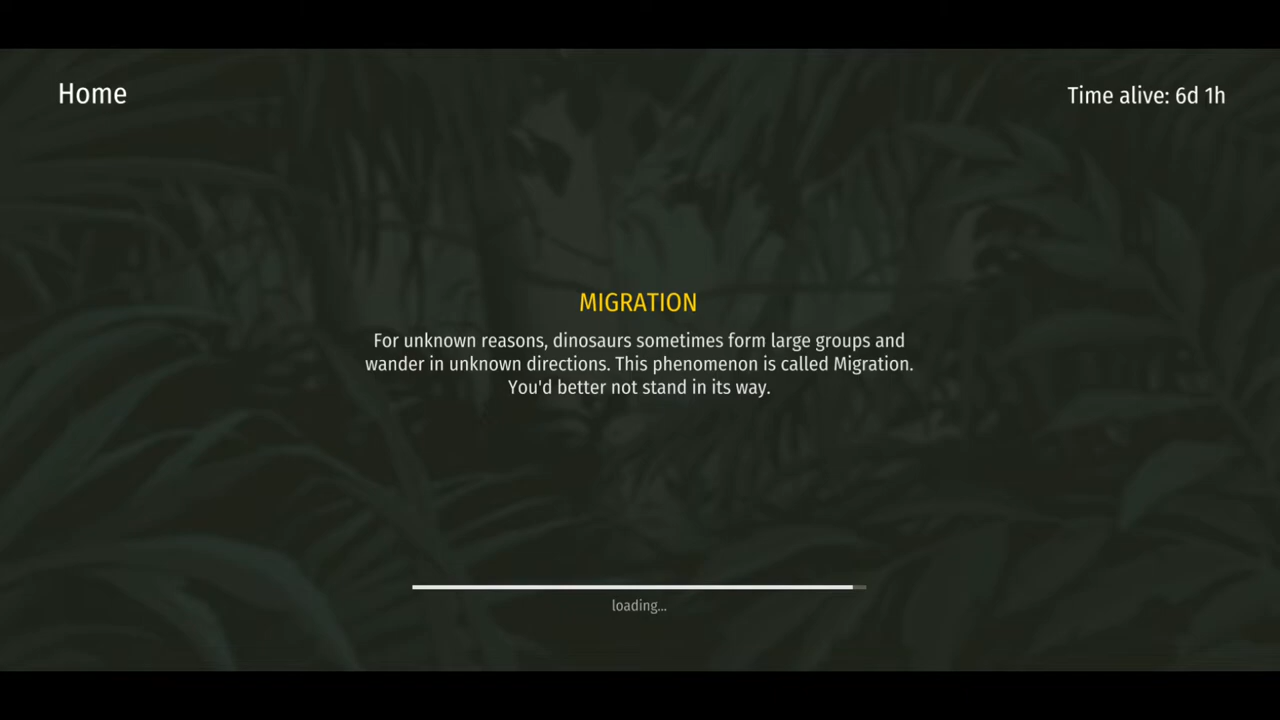 Home
Time alive: 6d 1h
MIGRATION
For unknown reasons, dinosaurs sometimes form large groups and
wander in unknown directions. This phenomenon is called Migration.
You'd better not stand in its way.
loading...